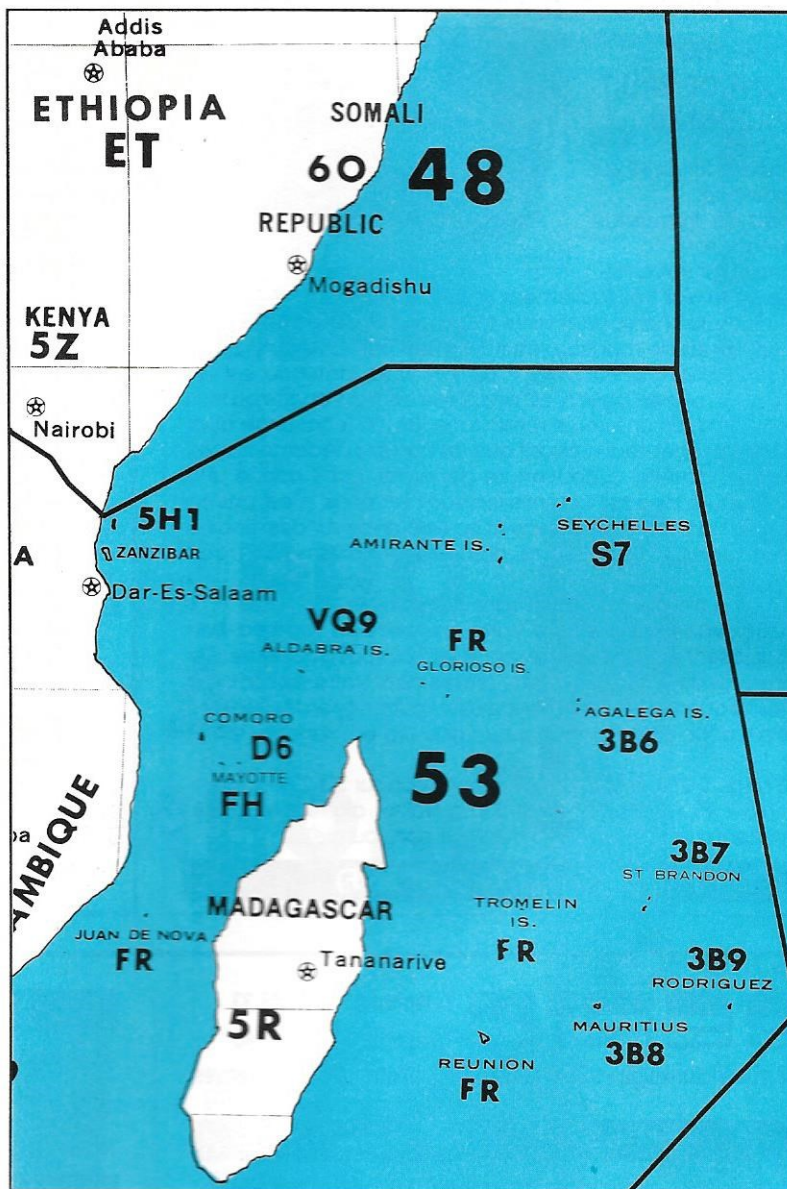 Addis
Ababa
ETHIOPIA
ET
SOMALI
6O
48
REPUBLIC
Mogadishu
KENYA
5Z
Nairobi
5H1
ZANZIBAR
A
Dar-Es-Salaam
AMIRANTE IS.
SEYCHELLES
S7
VQ9
ALDABRA IS.
FR
GLORIOSO IS.
COMORO
D6
MAYOTTE
FH
53
AGALEGA IS.
3B6
AMBIQUE
3B7
ST BRANDON
MADAGASCAR
TROMELIN
IS.
FR
JUAN DE NOVA
FR
Tananarive
3B9
RODRIGUEZ
5R
MAURITIUS
3B8
REUNION
FR